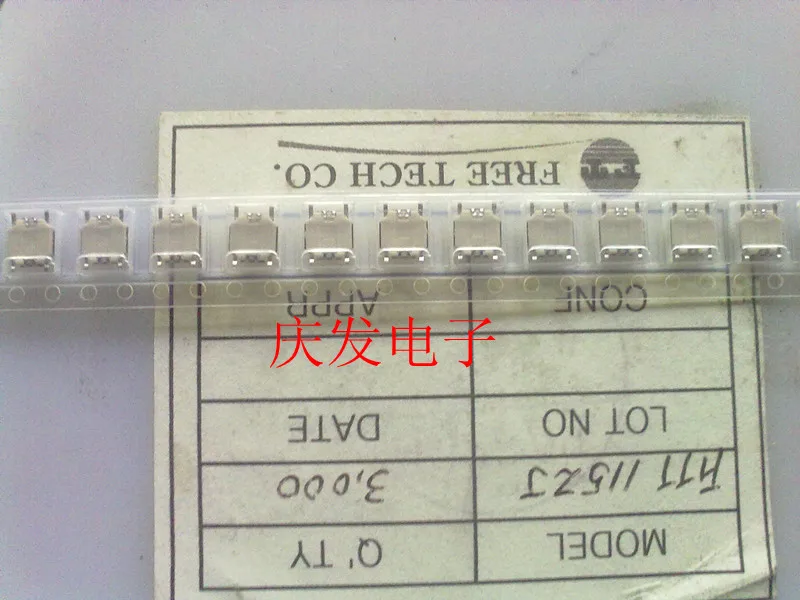 MODEL Q'TY
3,000
LOT NO DATE
庆发电子
CONF APPR
F.T FREE TECH CO.